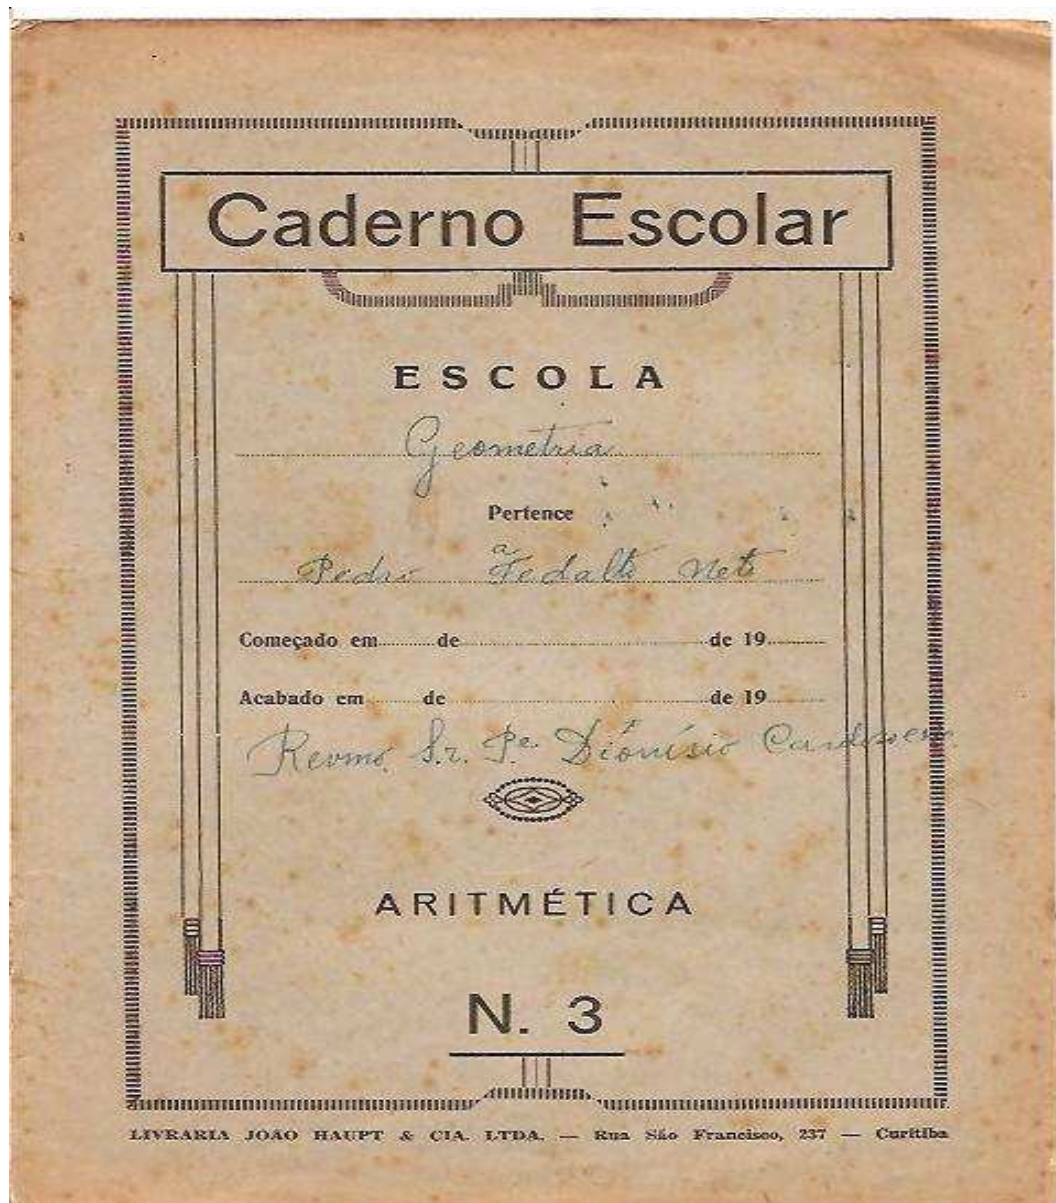 Caderno Escolar
ESCOLA
Geometria
Pertence
a
Pedro Fedalto Neto
Começado em de de 19
Acabado em de de 19
Revmo. Sr. Pe. Dionísio
ARITMÉTICA
N. 3
LIVRARIA JOÃO HAUPT & CIA. LTDA. — Rua São Francisco, 237 — Curitiba